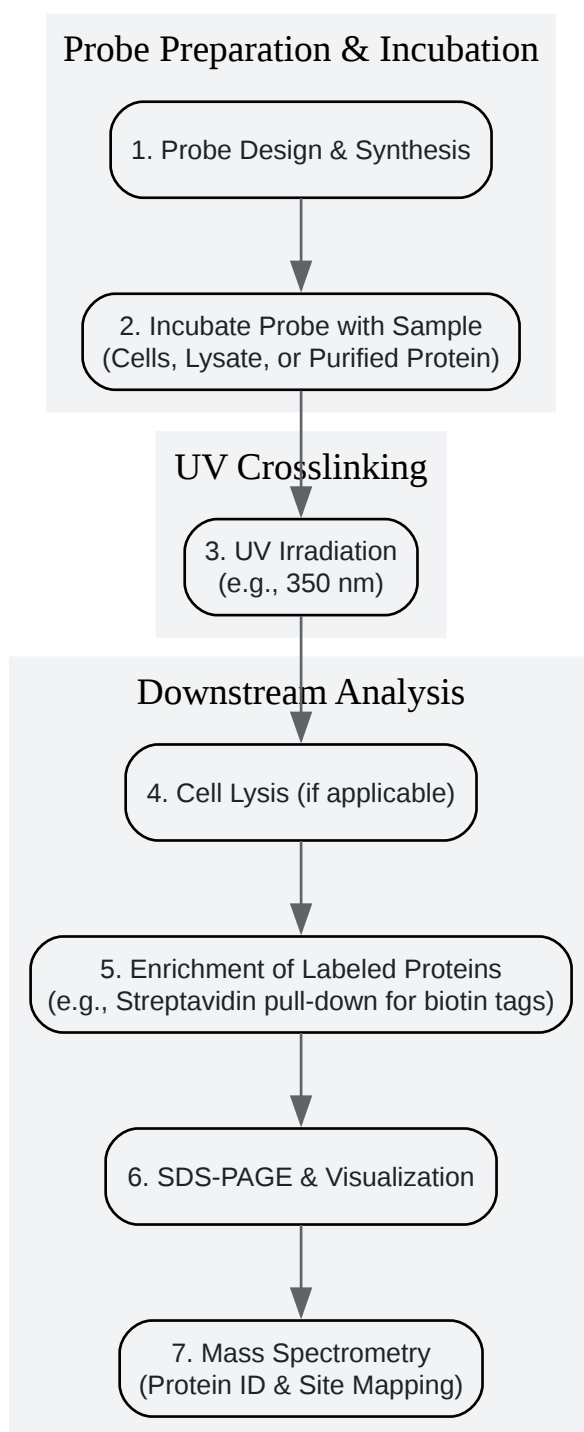 Probe Preparation & Incubation
1. Probe Design & Synthesis
2. Incubate Probe with Sample
(Cells, Lysate, or Purified Protein)
UV Crosslinking
3. UV Irradiation
(e.g., 350 nm)
Downstream Analysis
4. Cell Lysis (if applicable)
5. Enrichment of Labeled Proteins
(e.g., Streptavidin pull-down for biotin tags)
6. SDS-PAGE & Visualization
7. Mass Spectrometry
(Protein ID & Site Mapping)